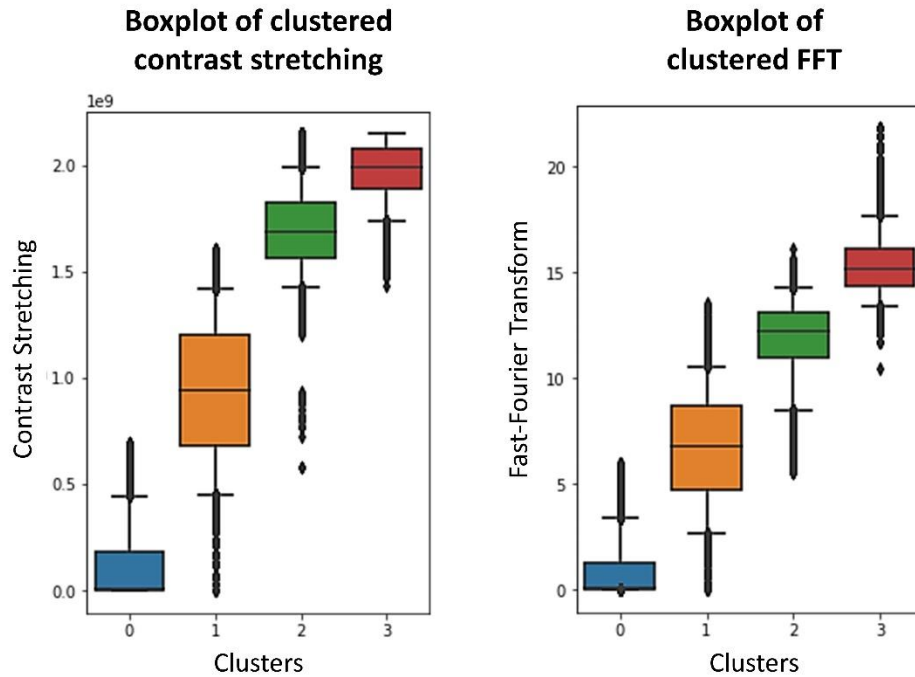 Boxplot of clustered
contrast stretching
1e9
2.0
1.5
1.0
0.5
0.0
Contrast Stretching
0 1 2 3
Clusters
Boxplot of
clustered FFT
20
15
10
5
0
Fast-Fourier Transform
0 1 2 3
Clusters